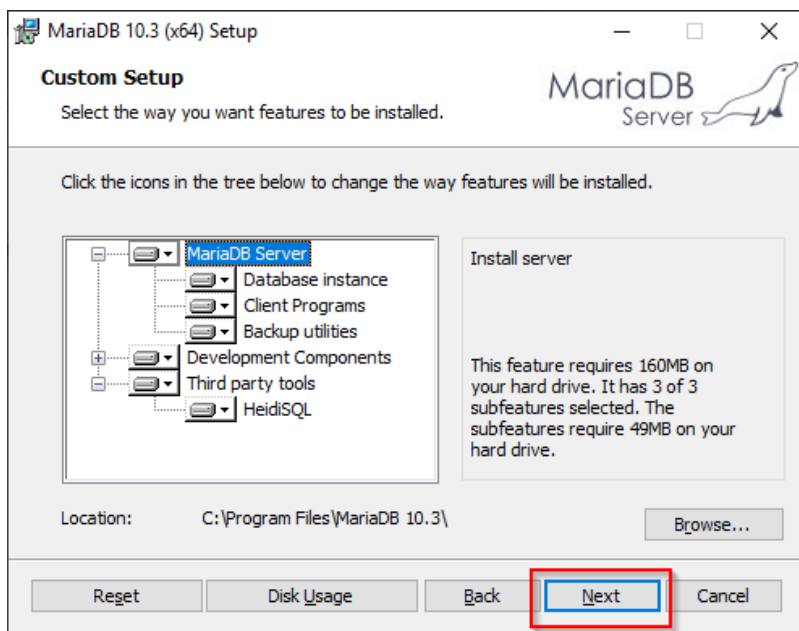 MariaDB 10.3 (x64) Setup
Custom Setup
Select the way you want features to be installed.
MariaDB
Server
Click the icons in the tree below to change the way features will be installed.
MariaDB Server
Database instance
Client Programs
Backup utilities
Development Components
Third party tools
HeidiSQL
Install server
This feature requires 160MB on
your hard drive. It has 3 of 3
subfeatures selected. The
subfeatures require 49MB on your
hard drive.
Location: C:\Program Files\MariaDB 10.3\
Browse...
Reset Disk Usage Back Next Cancel